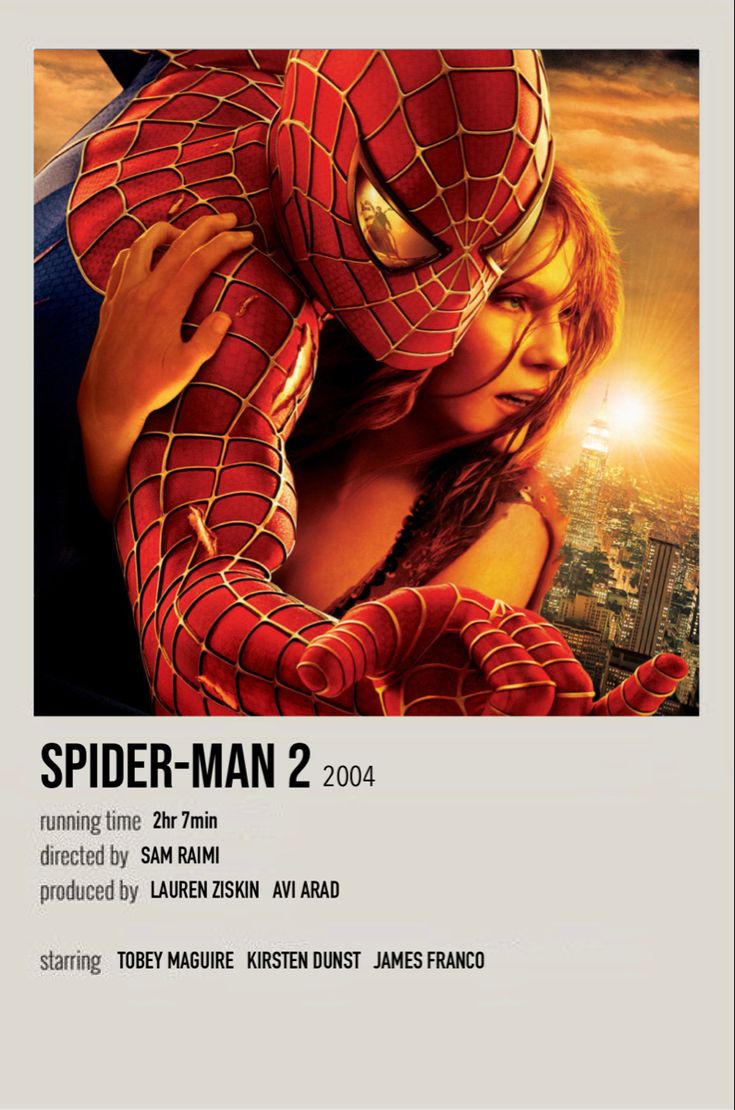 SPIDER-MAN 2 2004
running time 2hr 7min
directed by SAM RAIMI
produced by LAUREN ZISKIN AVI ARAD
starring TOBEY MAGUIRE KIRSTEN DUNST JAMES FRANCO